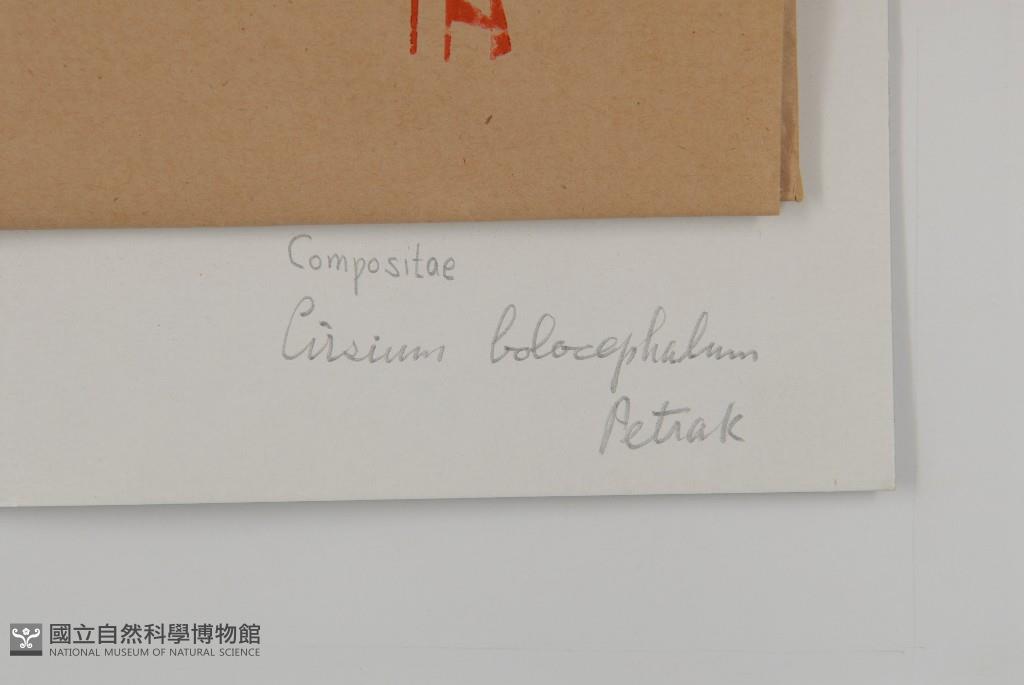 Compositae
Cirsium bolocephalum
Petrak
國立自然科學博物館
NATIONAL MUSEUM OF NATURAL SCIENCE